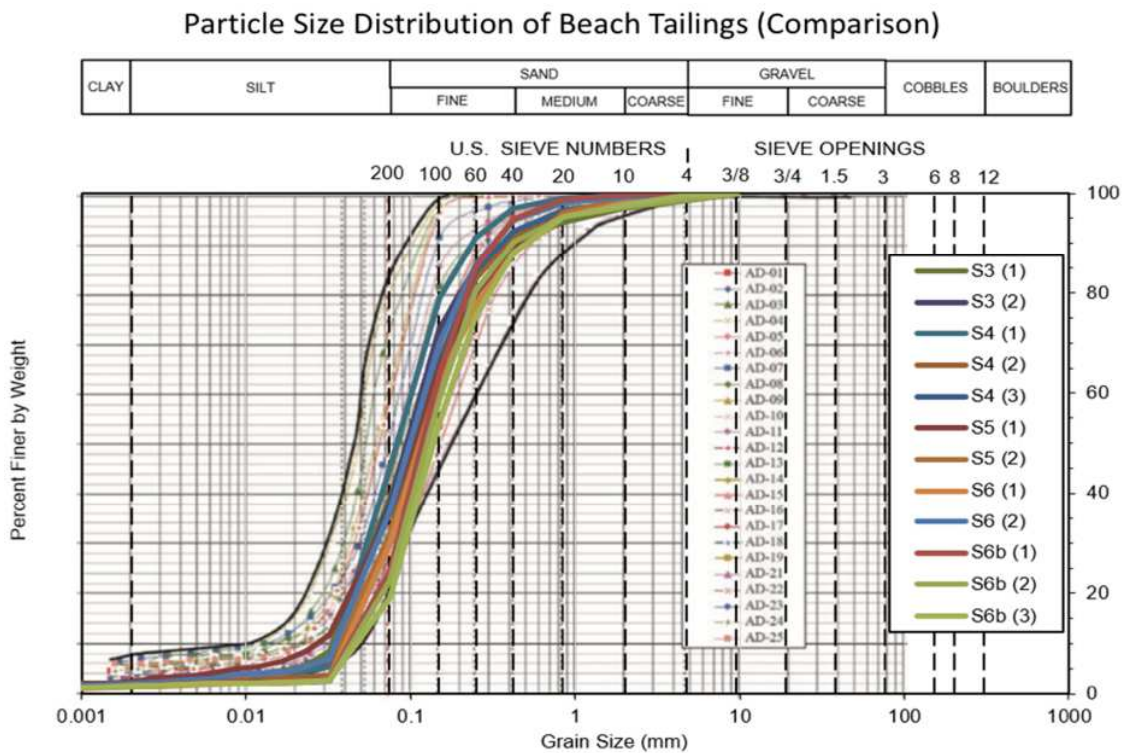 Particle Size Distribution of Beach Tailings (Comparison)
CLAY SILT SAND GRAVEL COBBLES BOULDERS
FINE MEDIUM COARSE FINE COARSE
U.S. SIEVE NUMBERS SIEVE OPENINGS
200 100 60 40 20 10 4 3/8 3/4 1.5 3 6 8 12
100
80
60
40
20
0
Percent Finer by Weight
AD-01
AD-02
AD-03
AD-04
AD-05
AD-06
AD-07
AD-08
AD-09
AD-10
AD-11
AD-12
AD-13
AD-14
AD-15
AD-16
AD-17
AD-18
AD-19
AD-21
AD-22
AD-23
AD-24
AD-25
S3 (1)
S3 (2)
S4 (1)
S4 (2)
S4 (3)
S5 (1)
S5 (2)
S6 (1)
S6 (2)
S6b (1)
S6b (2)
S6b (3)
0.001 0.01 0.1 1 10 100 1000
Grain Size (mm)